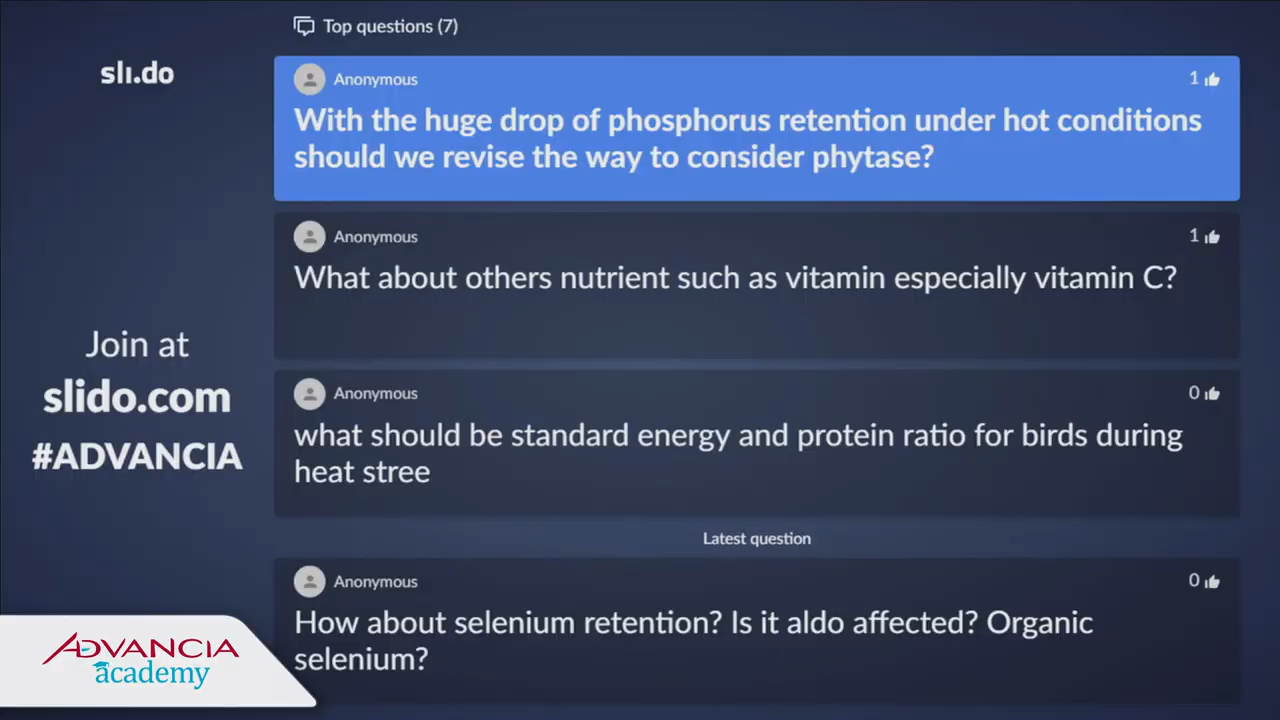 Top questions (7)
sli.do
Anonymous
1
With the huge drop of phosphorus retention under hot conditions
should we revise the way to consider phytase?
Anonymous
1
What about others nutrient such as vitamin especially vitamin C?
Join at
slido.com
#ADVANCIA
Anonymous
0
what should be standard energy and protein ratio for birds during
heat stree
Latest question
Anonymous
0
How about selenium retention? Is it aldo affected? Organic
selenium?
ADVANCIA
academy